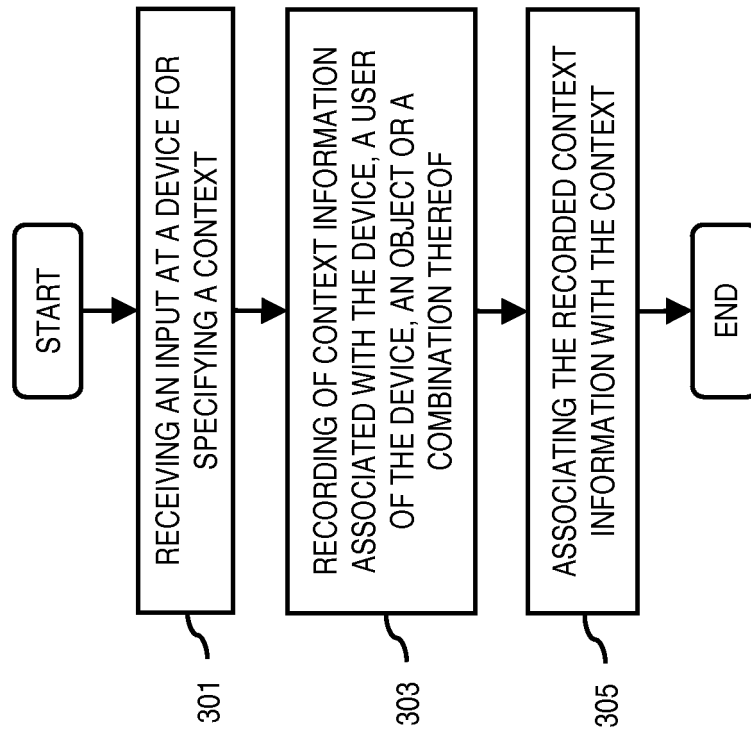 START
301
RECEIVING AN INPUT AT A DEVICE FOR
SPECIFYING A CONTEXT
303
RECORDING OF CONTEXT INFORMATION
ASSOCIATED WITH THE DEVICE, A USER
OF THE DEVICE, AN OBJECT OR A
COMBINATION THEREOF
305
ASSOCIATING THE RECORDED CONTEXT
INFORMATION WITH THE CONTEXT
END